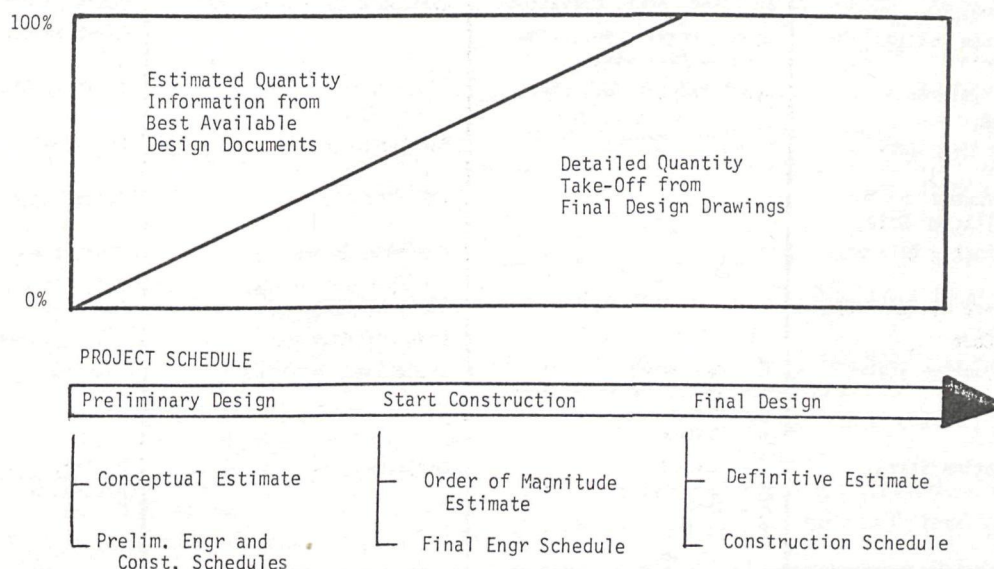 100%
Estimated Quantity
Information from
Best Available
Design Documents
Detailed Quantity
Take-Off from
Final Design Drawings
0%
PROJECT SCHEDULE
Preliminary Design Start Construction Final Design
Conceptual Estimate
Prelim. Engr and
Const. Schedules
Order of Magnitude
Estimate
Final Engr Schedule
Definitive Estimate
Construction Schedule